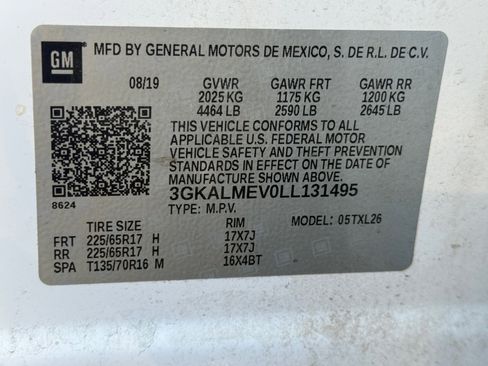 GM
MFD BY GENERAL MOTORS DE MEXICO, S. DE R.L. DE C.V.
08/19 GVWR GAWR FRT GAWR RR
2025 KG 1175 KG 1200 KG
4464 LB 2590 LB 2645 LB
THIS VEHICLE CONFORMS TO ALL
APPLICABLE U.S. FEDERAL MOTOR
VEHICLE SAFETY AND THEFT PREVENTION
STANDARDS IN EFFECT ON THE DATE OF
MANUFACTURE SHOWN ABOVE.
3GKALMEV0LL131495
8624
TYPE: M.P.V. MODEL: 05TXL26
TIRE SIZE RIM
FRT 225/65R17 H 17X7J
RR 225/65R17 H 17X7J
SPA T135/70R16 M 16X4BT